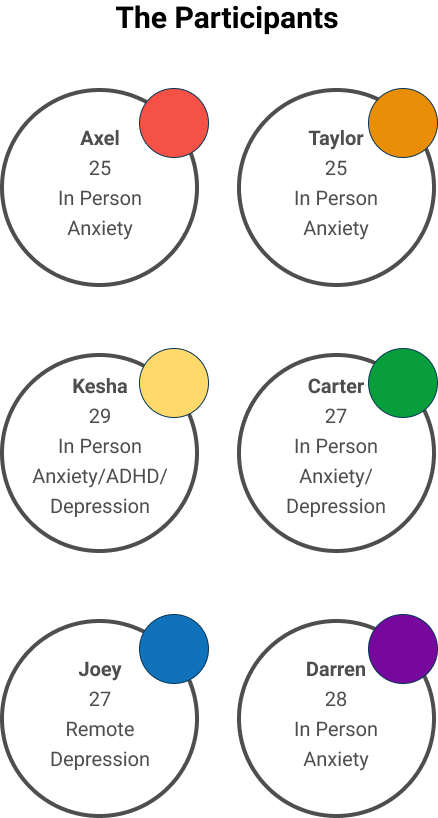 The Participants
Axel
25
In Person
Anxiety
Taylor
25
In Person
Anxiety
Kesha
29
In Person
Anxiety/ADHD/
Depression
Carter
27
In Person
Anxiety/
Depression
Joey
27
Remote
Depression
Darren
28
In Person
Anxiety